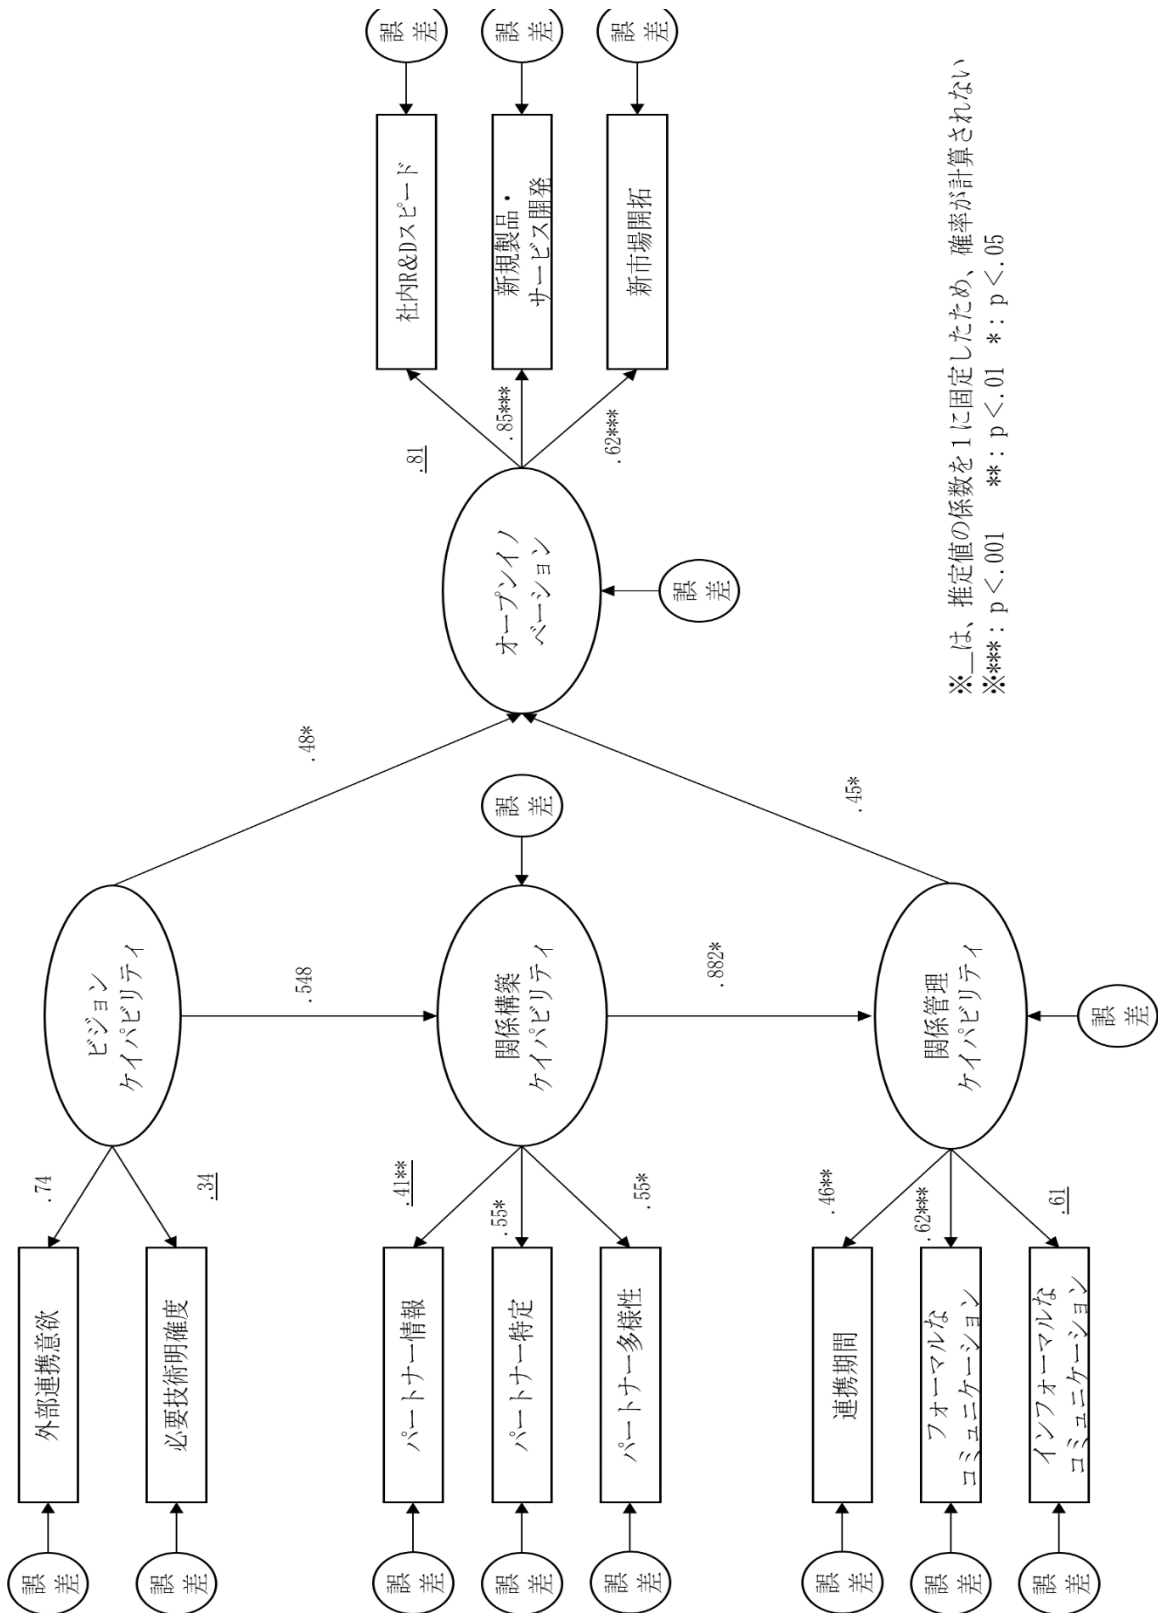 誤
差
外部連携意欲
.74
誤
差
必要技術明確度
.34
ビジョン
ケイパビリティ
.548
.48*
誤
差
パートナー情報
.41**
誤
差
パートナー特定
.55*
誤
差
パートナー多様性
.55*
関係構築
ケイパビリティ
誤
差
.882*
誤
差
連携期間
.46**
誤
差
フォーマルな
コミュニケーション
.62***
誤
差
インフォーマルな
コミュニケーション
.61
関係管理
ケイパビリティ
誤
差
.45*
オープンイノ
ベーション
誤
差
.81
社内R&Dスピード
誤
差
.85***
新規製品・
サービス開発
誤
差
.62***
新市場開拓
誤
差
※_は、推定値の係数を1に固定したため、確率が計算されない
※***：p＜.001　**：p＜.01　*：p＜.05